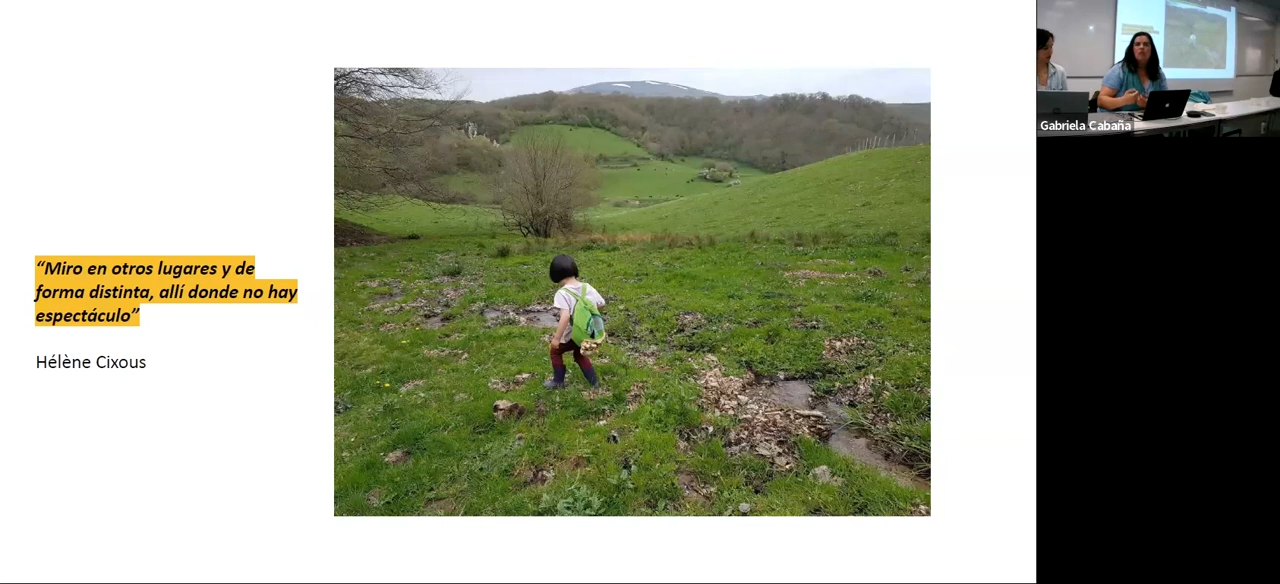 “Miro en otros lugares y de
forma distinta, allí donde no hay
espectáculo”
Hélène Cixous
Gabriela Cabaña